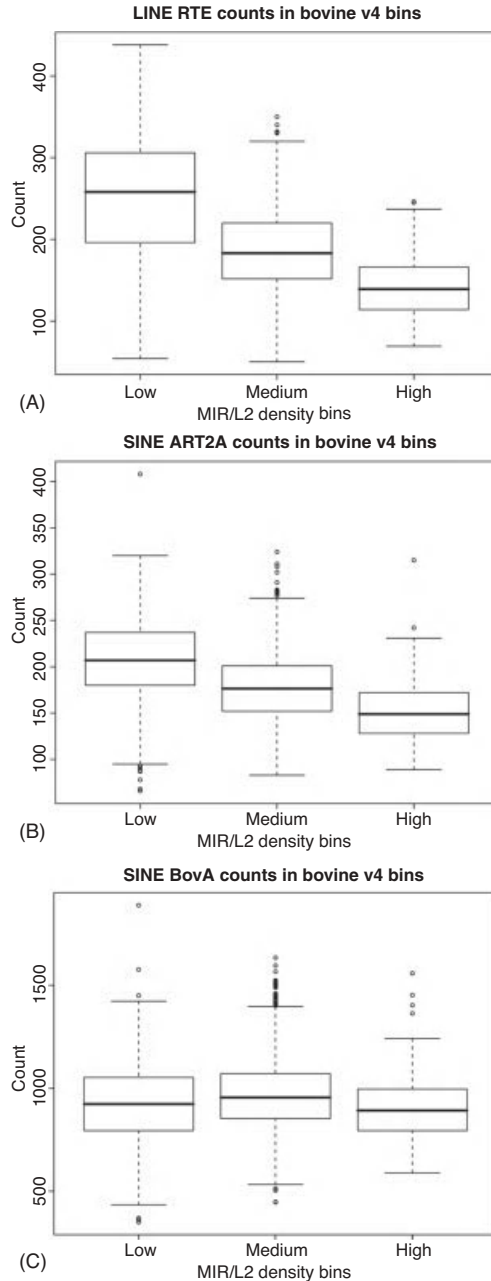 LINE RTE counts in bovine v4 bins
400
300
200
100
Count
Low Medium High
MIR/L2 density bins
(A)
SINE ART2A counts in bovine v4 bins
400
350
300
250
200
150
100
Count
Low Medium High
MIR/L2 density bins
(B)
SINE BovA counts in bovine v4 bins
1500
1000
500
Count
Low Medium High
MIR/L2 density bins
(C)